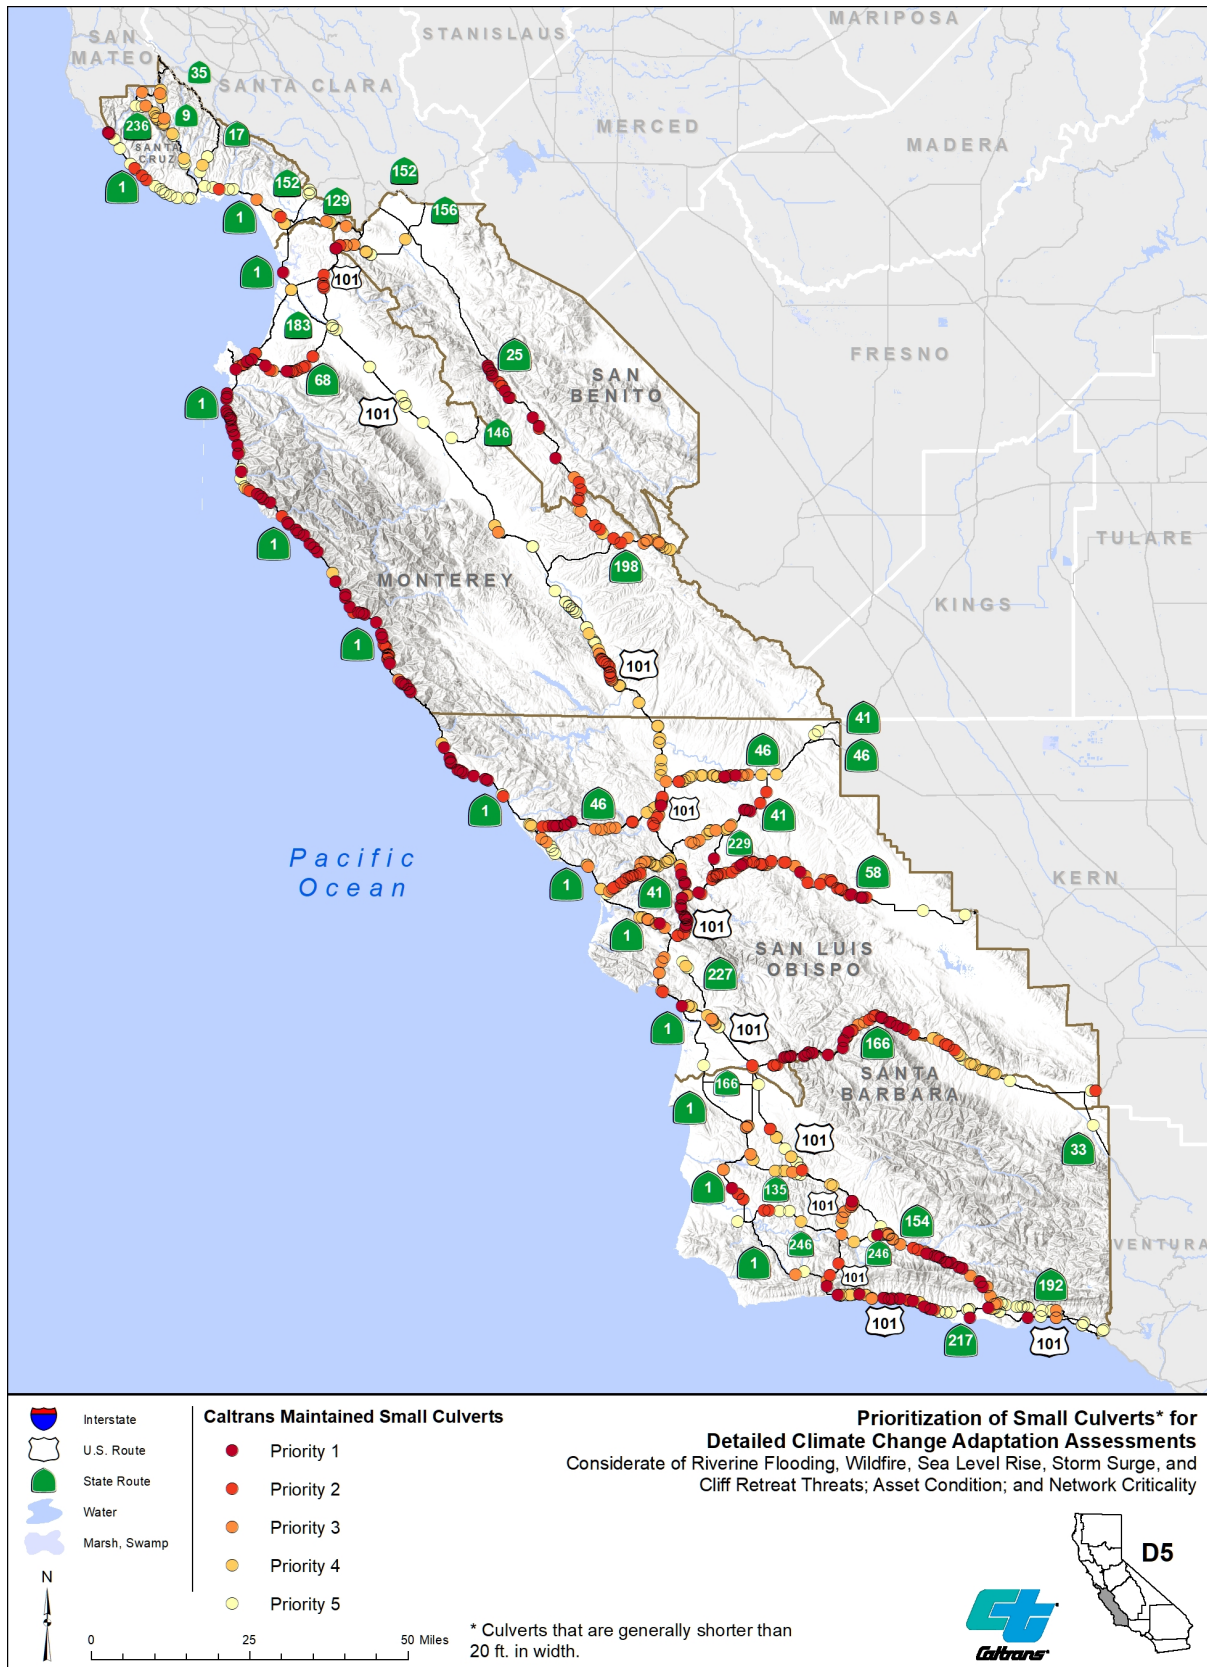 MARIPOSA
STANISLAUS
SAN
MATEO
35
SANTA CLARA
MERCED
MADERA
9
236
17
SANTA
CRUZ
152
152
1
129
156
1
1
101
183
25
FRESNO
68
SAN
BENITO
1
101
146
TULARE
1
198
MONTEREY
KINGS
1
101
41
46
46
1
46
101
41
229
Pacific
Ocean
58
KERN
1
41
101
1
SAN LUIS
OBISPO
227
1
101
166
SANTA
BARBARA
166
1
101
33
1
135
101
154
246
246
VENTURA
1
101
192
101
217
101
Interstate
U.S. Route
State Route
Water
Marsh, Swamp
N
0 25 50 Miles
Caltrans Maintained Small Culverts
Priority 1
Priority 2
Priority 3
Priority 4
Priority 5
* Culverts that are generally shorter than
20 ft. in width.
Prioritization of Small Culverts* for
Detailed Climate Change Adaptation Assessments
Considerate of Riverine Flooding, Wildfire, Sea Level Rise, Storm Surge, and
Cliff Retreat Threats; Asset Condition; and Network Criticality
D5
ct
Caltrans